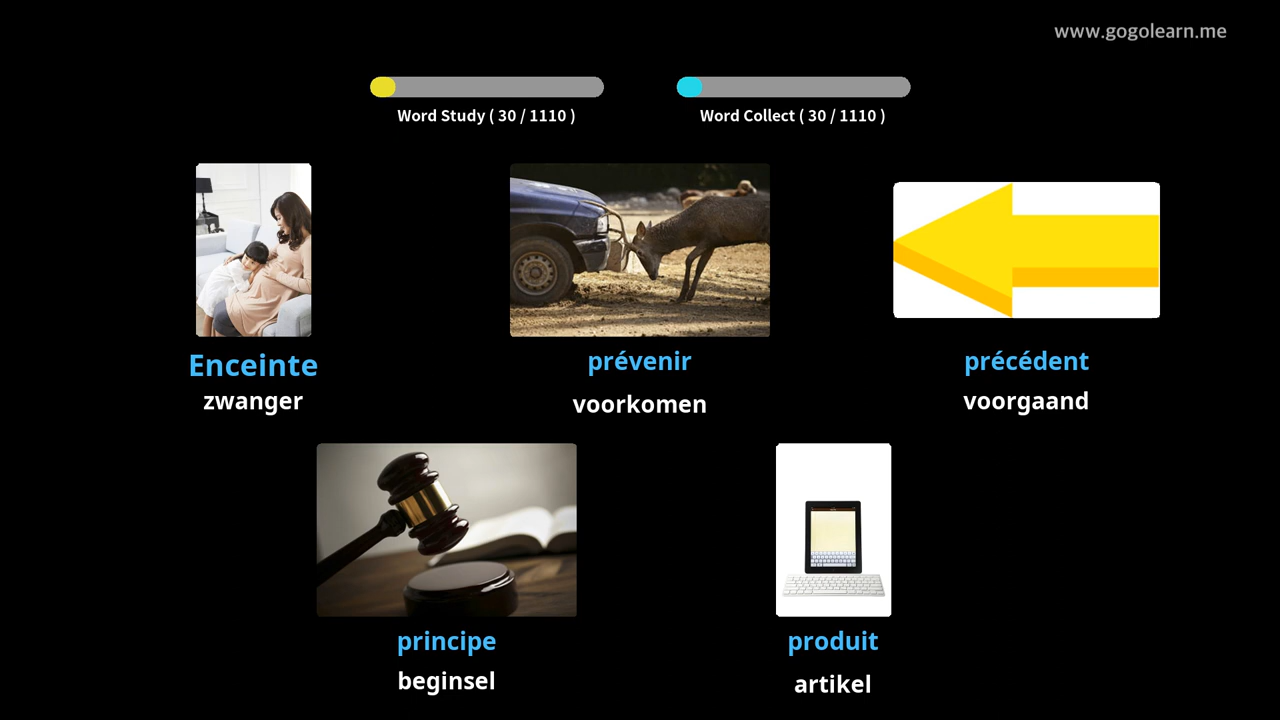 www.gogolearn.me
Word Study ( 30 / 1110 )
Word Collect ( 30 / 1110 )
Enceinte
zwanger
prévenir
voorkomen
précédent
voorgaand
principe
beginsel
produit
artikel